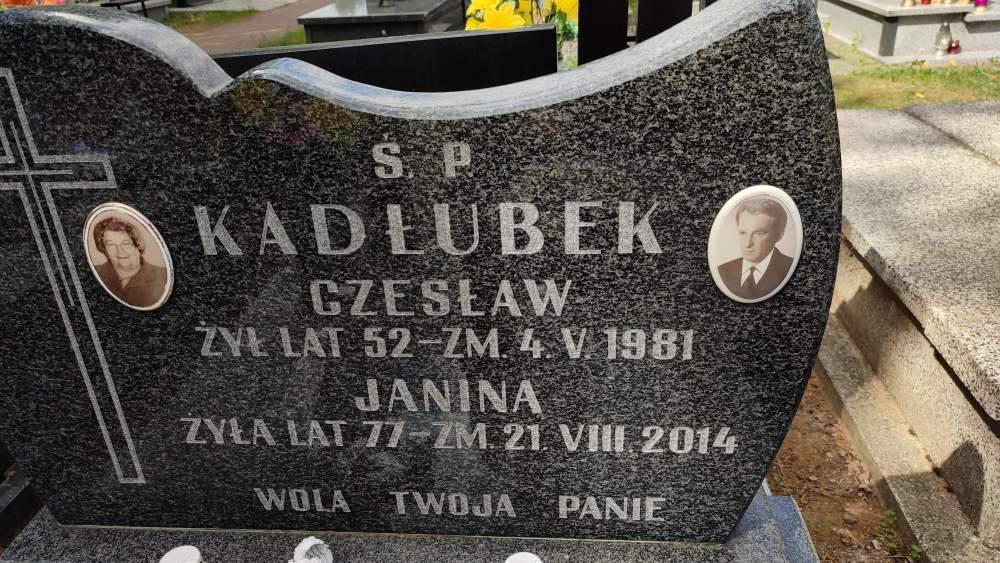 Ś. P.
KADŁUBEK
CZESŁAW
ŻYŁ LAT 52 – ZM. 4. V. 1981
JANINA
ŻYŁA LAT 77 – ZM. 21. VIII. 2014
WOLA TWOJA PANIE